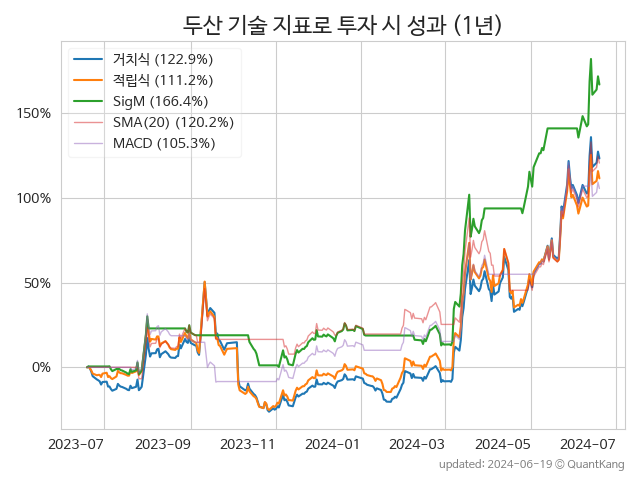 두산 기술 지표로 투자 시 성과 (1년)
거치식 (122.9%)
적립식 (111.2%)
SigM (166.4%)
SMA(20) (120.2%)
MACD (105.3%)
150%
100%
50%
0%
2023-07 2023-09 2023-11 2024-01 2024-03 2024-05 2024-07
updated: 2024-06-19 © QuantKang